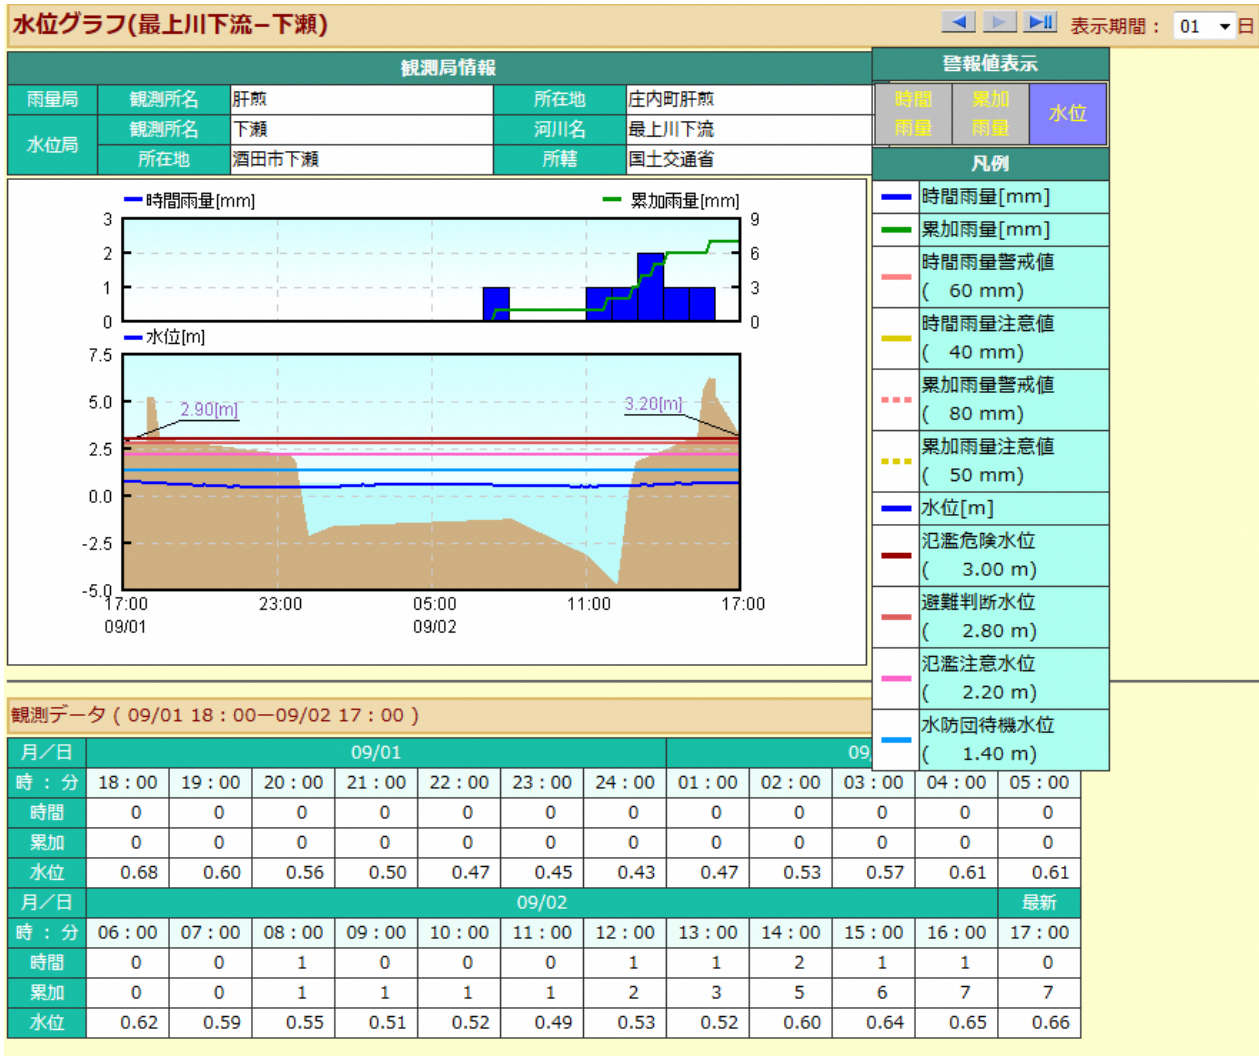 水位グラフ(最上川下流−下瀬)
表示期間： 01 日
観測局情報
雨量局 観測所名 肝煎 所在地 庄内町肝煎
水位局 観測所名 下瀬 河川名 最上川下流
所在地 酒田市下瀬 所轄 国土交通省
警報値表示
時間雨量 累加雨量 水位
凡例
時間雨量[mm]
累加雨量[mm]
時間雨量警戒値
( 60 mm)
時間雨量注意値
( 40 mm)
累加雨量警戒値
( 80 mm)
累加雨量注意値
( 50 mm)
水位[m]
氾濫危険水位
( 3.00 m)
避難判断水位
( 2.80 m)
氾濫注意水位
( 2.20 m)
水防団待機水位
( 1.40 m)
時間雨量[mm] 累加雨量[mm]
3 9
2 6
1 3
0 0
水位[m]
7.5
5.0
2.90[m] 3.20[m]
2.5
0.0
-2.5
-5.0
17:00 23:00 05:00 11:00 17:00
09/01 09/02
観測データ ( 09/01 18：00−09/02 17：00 )
月／日 09/01 09
時：分 18：00 19：00 20：00 21：00 22：00 23：00 24：00 01：00 02：00 03：00 04：00 05：00
時間 0 0 0 0 0 0 0 0 0 0 0 0
累加 0 0 0 0 0 0 0 0 0 0 0 0
水位 0.68 0.60 0.56 0.50 0.47 0.45 0.43 0.47 0.53 0.57 0.61 0.61
月／日 09/02 最新
時：分 06：00 07：00 08：00 09：00 10：00 11：00 12：00 13：00 14：00 15：00 16：00 17：00
時間 0 0 1 0 0 0 1 1 2 1 1 0
累加 0 0 1 1 1 1 2 3 5 6 7 7
水位 0.62 0.59 0.55 0.51 0.52 0.49 0.53 0.52 0.60 0.64 0.65 0.66